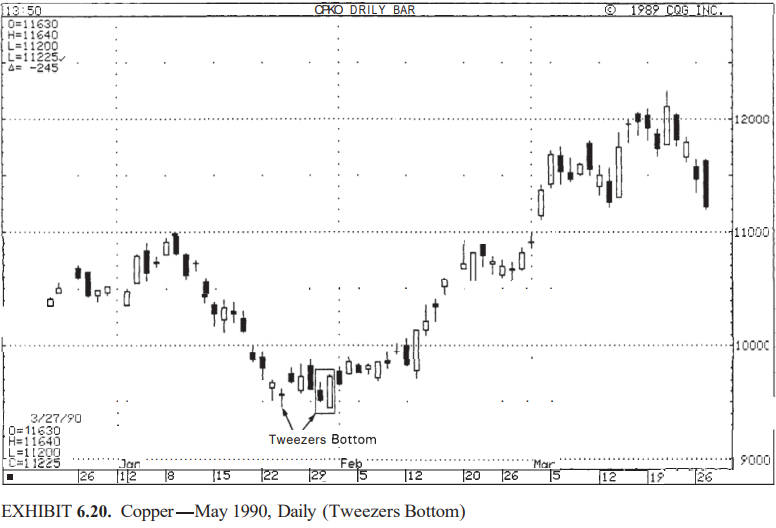 13:50
CPKO DRILY BAR
© 1989 CQG INC.
O=11630
H=11640
L=11200
L=11225✓
Δ= -245
12000
11000
10000
9000
Tweezers Bottom
3/27/90
O=11630
H=11640
L=11200
C=11225
Jan
Feb
Mar
26
12
8
15
22
29
5
12
20
26
5
12
19
26
EXHIBIT 6.20. Copper—May 1990, Daily (Tweezers Bottom)